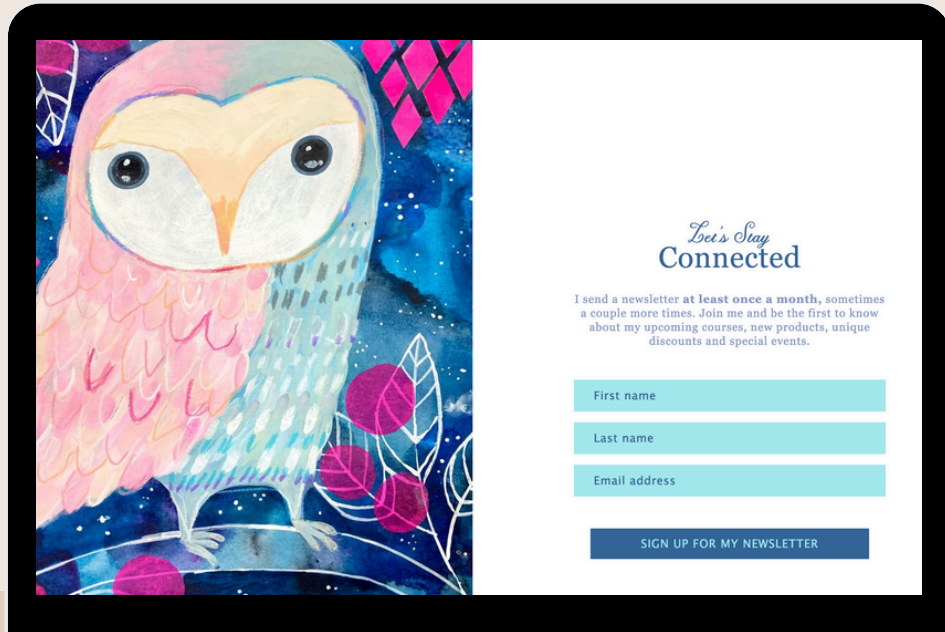 Let's Stay
Connected
I send a newsletter at least once a month, sometimes
a couple more times. Join me and be the first to know
about my upcoming courses, new products, unique
discounts and special events.
First name
Last name
Email address
SIGN UP FOR MY NEWSLETTER